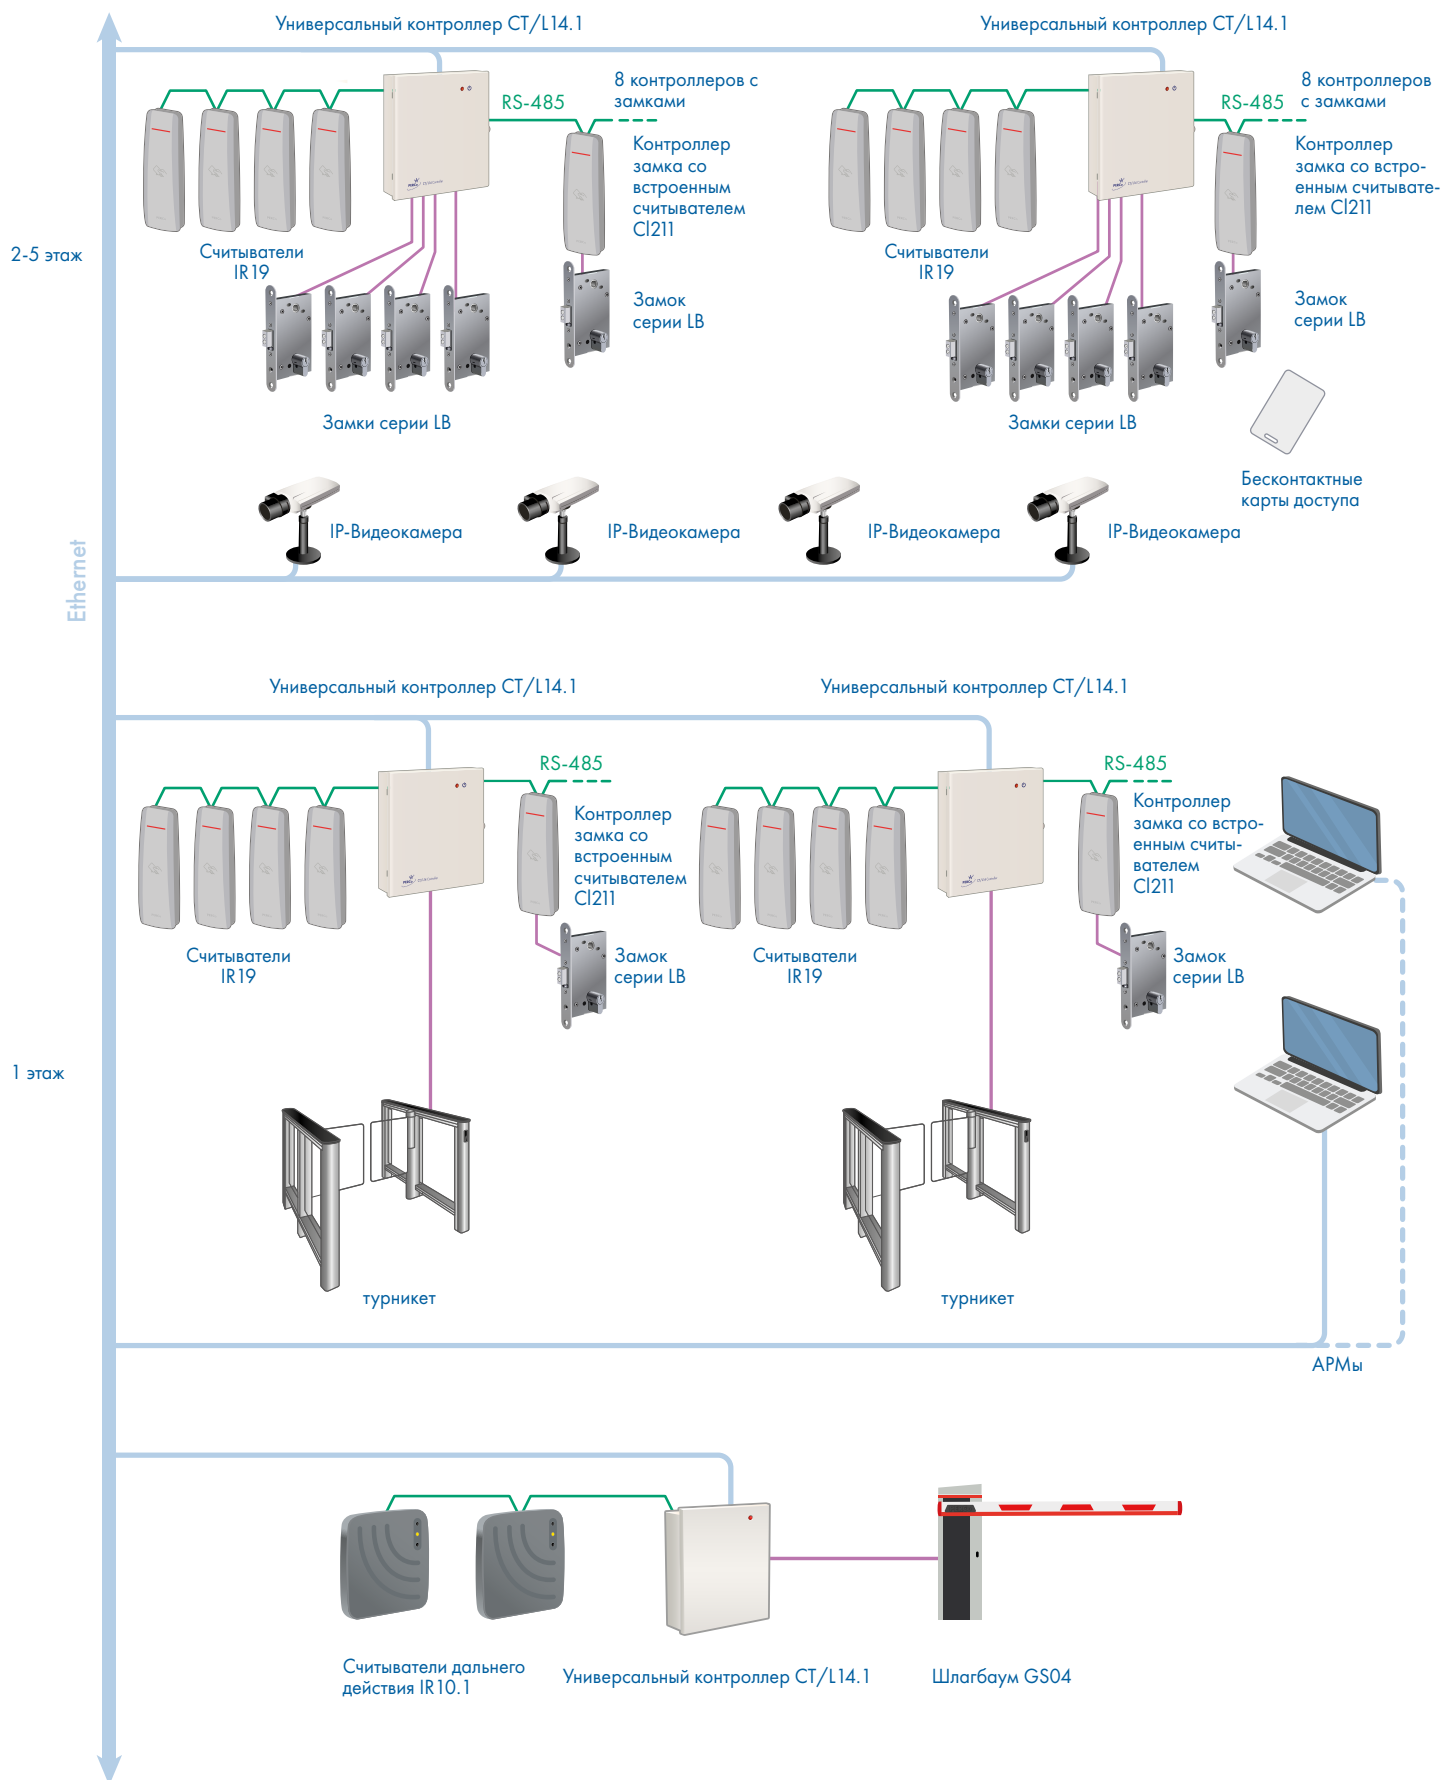 Универсальный контроллер CT/L14.1
Универсальный контроллер CT/L14.1
RS-485
8 контроллеров с
замками
Контроллер
замка со
встроенным
считывателем
CI211
RS-485
8 контроллеров
с замками
Контроллер
замка со встро-
енным считывате-
лем CI211
2-5 этаж
Считыватели
IR19
Замок
серии LB
Считыватели
IR19
Замок
серии LB
Замки серии LB
Замки серии LB
Бесконтактные
карты доступа
IP-Видеокамера
IP-Видеокамера
IP-Видеокамера
IP-Видеокамера
Ethernet
Универсальный контроллер CT/L14.1
Универсальный контроллер CT/L14.1
RS-485
Контроллер
замка со
встроенным
считывателем
CI211
RS-485
Контроллер
замка со встро-
енным считы-
вателем
CI211
Считыватели
IR19
Замок
серии LB
Считыватели
IR19
Замок
серии LB
1 этаж
турникет
турникет
АРМы
Считыватели дальнего
действия IR10.1
Универсальный контроллер CT/L14.1
Шлагбаум GS04